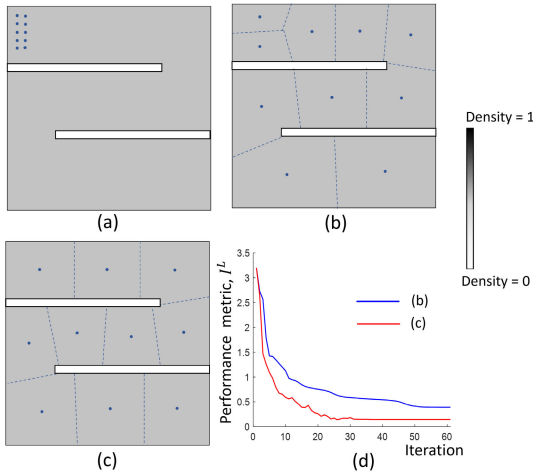 (a)
(b)
Density = 1
Density = 0
(c)
Performance metric, I^L
3.5
3
2.5
2
1.5
1
0.5
0
0
10
20
30
40
50
60
(b)
(c)
Iteration
(d)